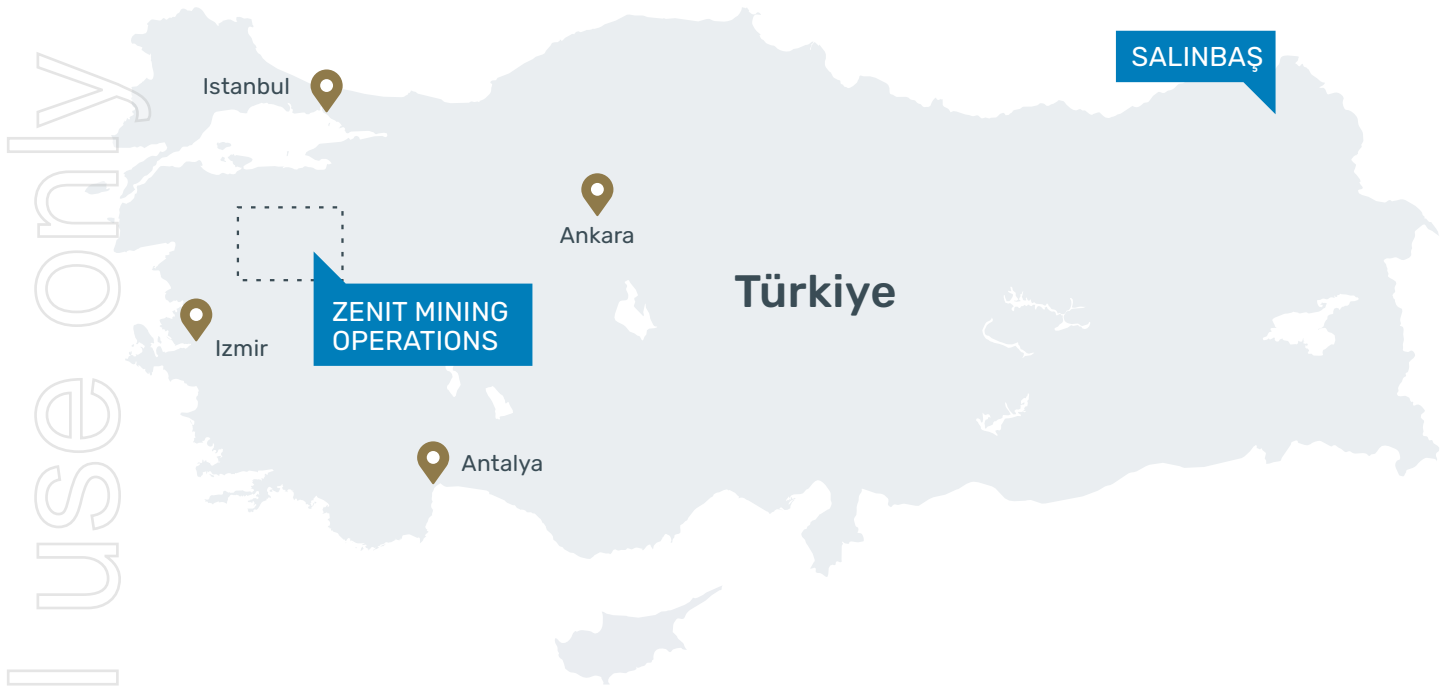 SALINBAŞ
Istanbul
Ankara
Türkiye
ZENIT MINING
OPERATIONS
Izmir
Antalya
l use only